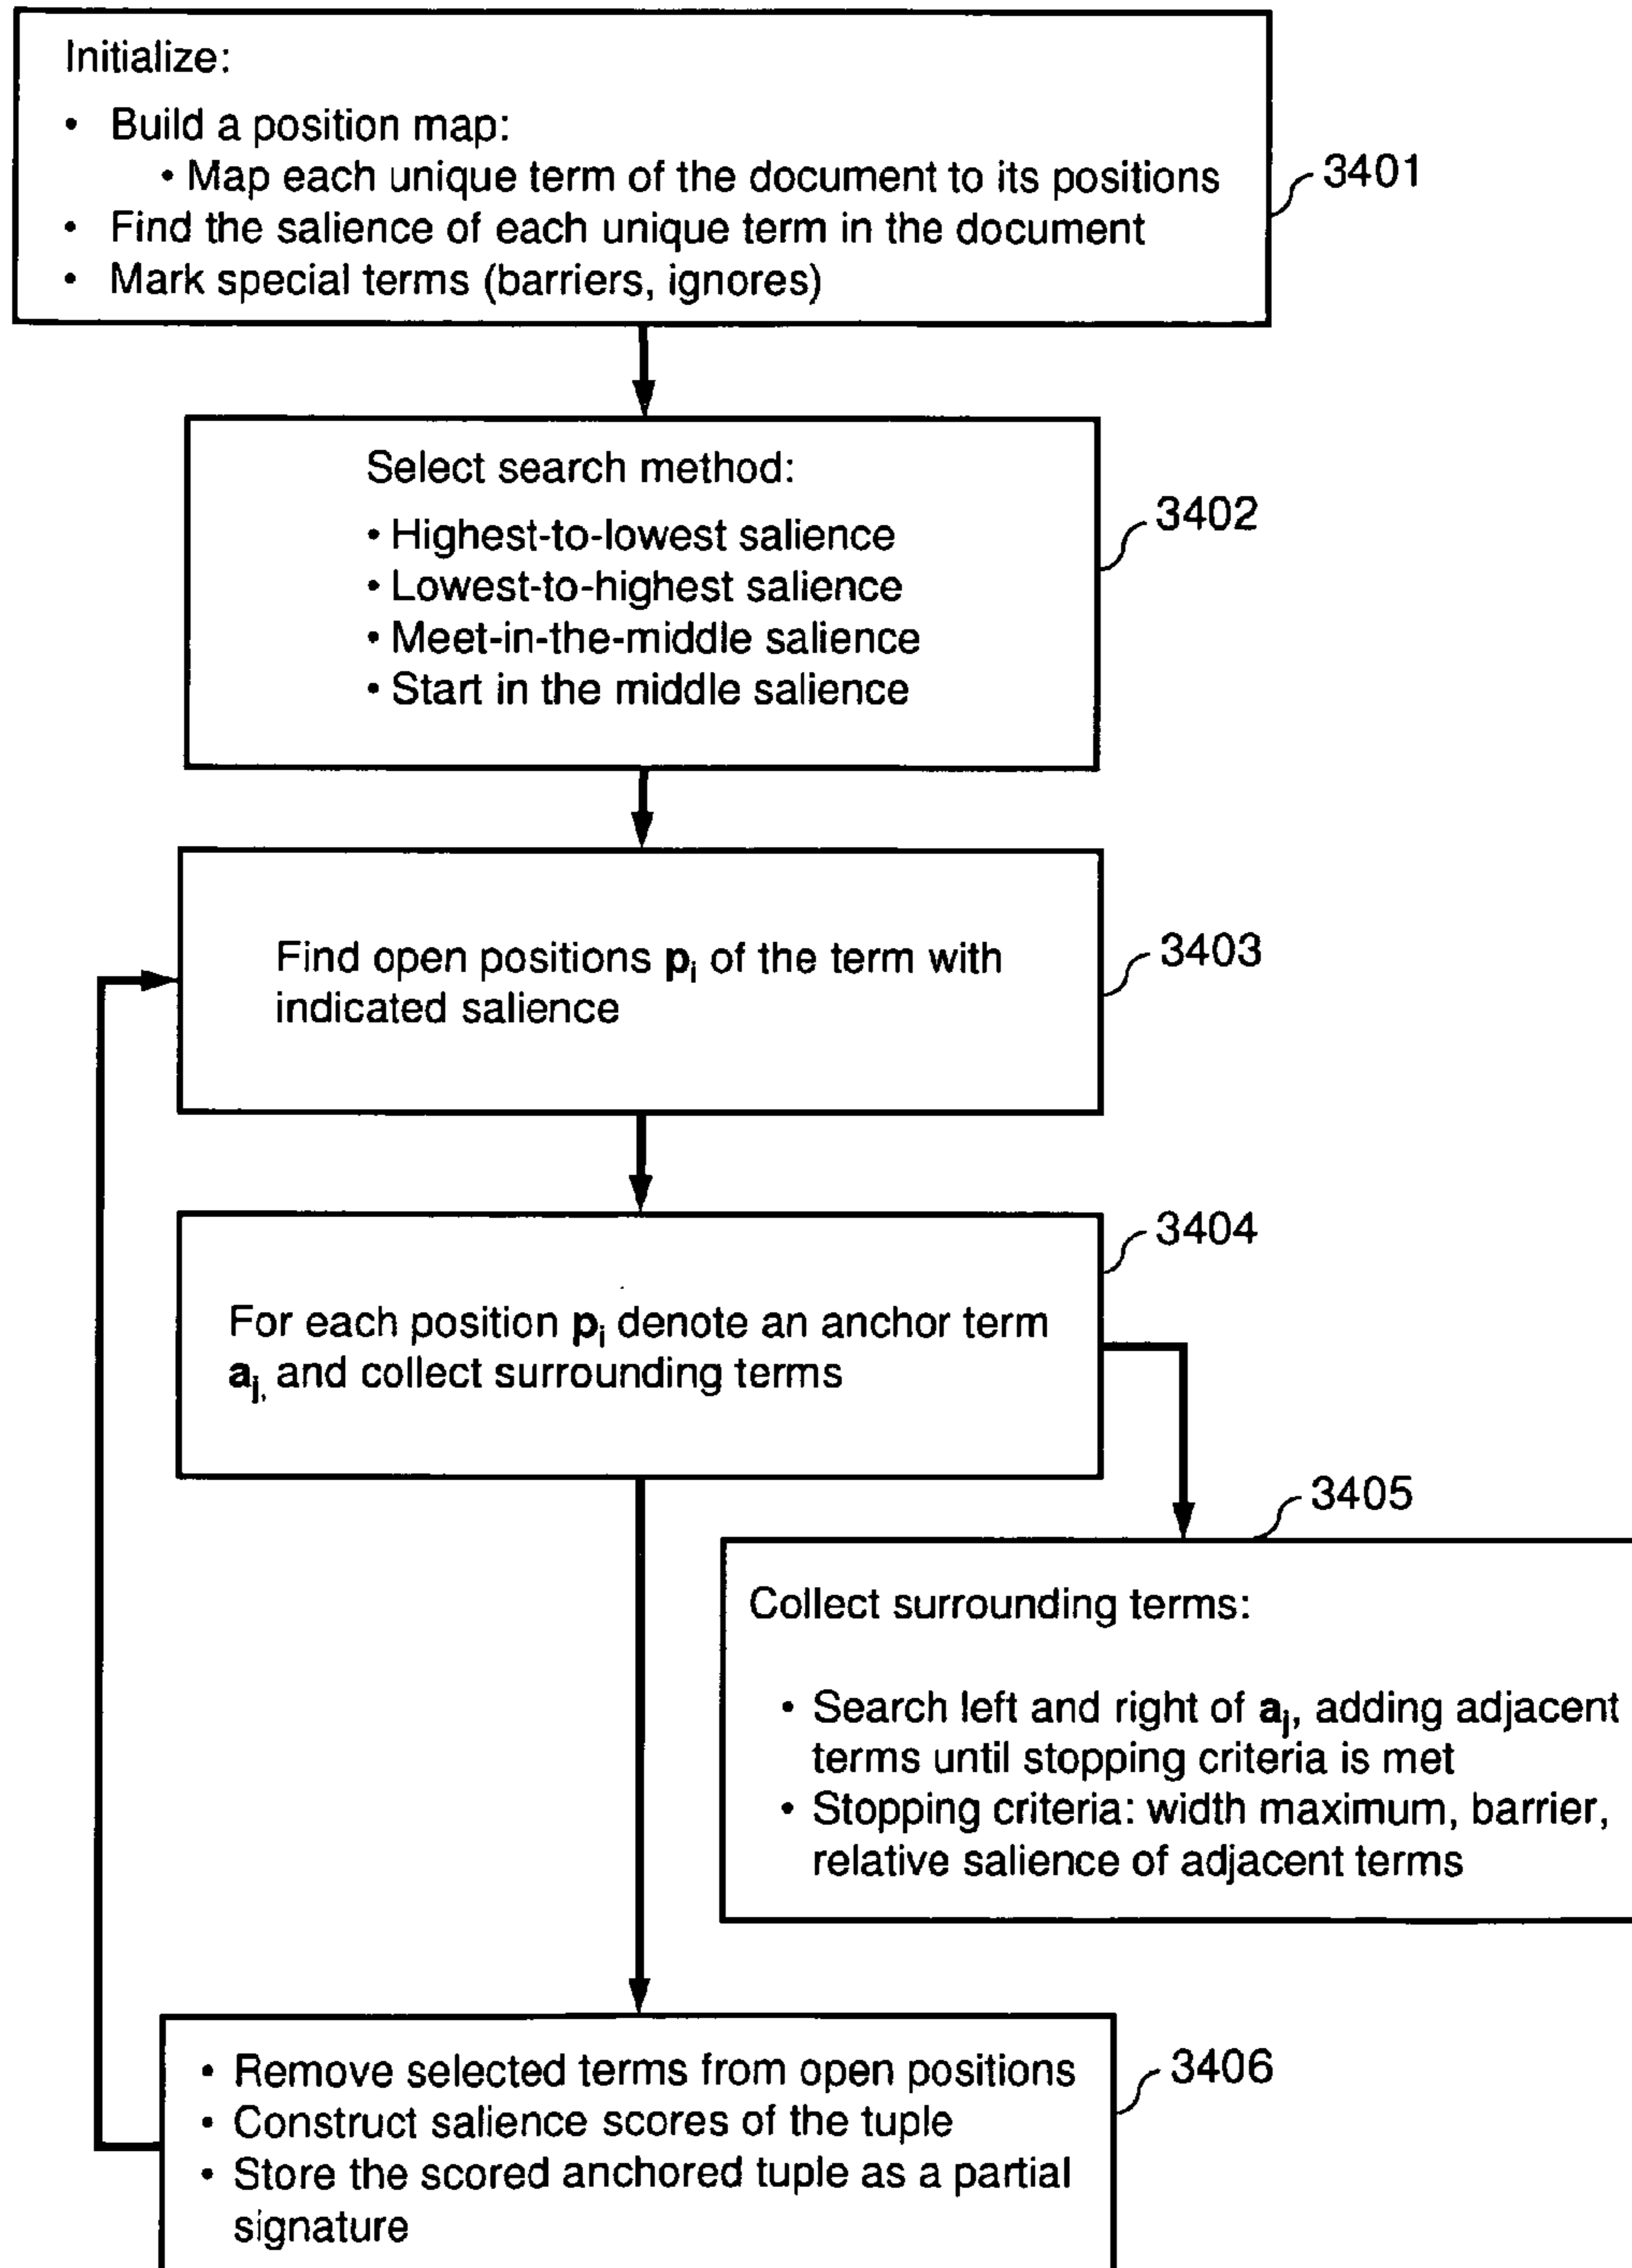 Initialize:
• Build a position map:
• Map each unique term of the document to its positions
• Find the salience of each unique term in the document
• Mark special terms (barriers, ignores)
3401
Select search method:
• Highest-to-lowest salience
• Lowest-to-highest salience
• Meet-in-the-middle salience
• Start in the middle salience
3402
Find open positions pi of the term with
indicated salience
3403
For each position pi denote an anchor term
aj, and collect surrounding terms
3404
3405
Collect surrounding terms:
• Search left and right of aj, adding adjacent
terms until stopping criteria is met
• Stopping criteria: width maximum, barrier,
relative salience of adjacent terms
• Remove selected terms from open positions
• Construct salience scores of the tuple
• Store the scored anchored tuple as a partial
signature
3406